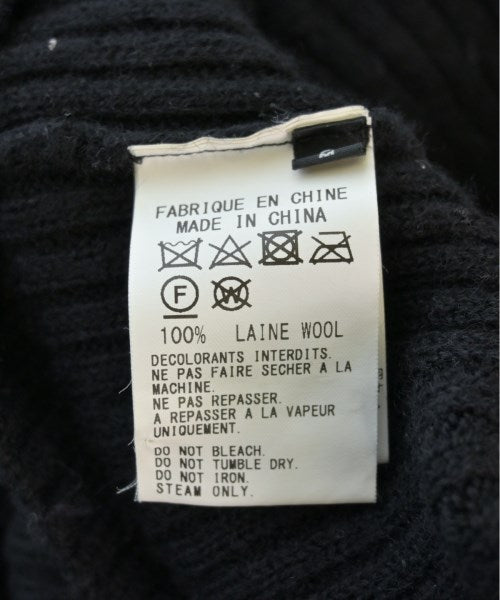 FABRIQUE EN CHINE
MADE IN CHINA
F
W
100% LAINE WOOL
DECOLORANTS INTERDITS.
NE PAS FAIRE SECHER A LA
MACHINE.
NE PAS REPASSER.
A REPASSER A LA VAPEUR
UNIQUEMENT.
DO NOT BLEACH.
DO NOT TUMBLE DRY.
DO NOT IRON.
STEAM ONLY.